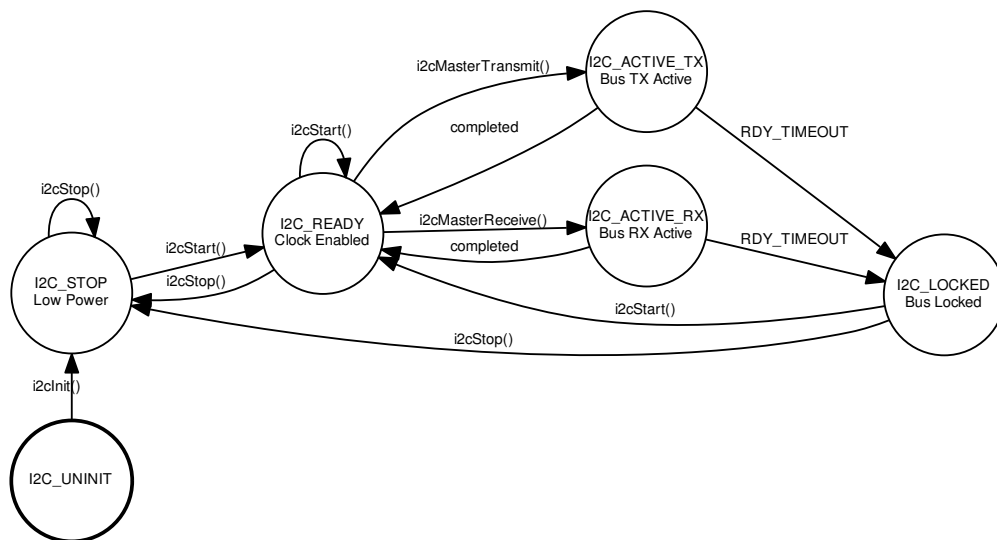 I2C_ACTIVE_TX
Bus TX Active
i2cMasterTransmit()
completed
RDY_TIMEOUT
i2cStart()
I2C_READY
Clock Enabled
i2cMasterReceive()
completed
I2C_ACTIVE_RX
Bus RX Active
RDY_TIMEOUT
i2cStop()
I2C_STOP
Low Power
i2cStart()
i2cStop()
I2C_LOCKED
Bus Locked
i2cStart()
i2cStop()
i2cInit()
I2C_UNINIT